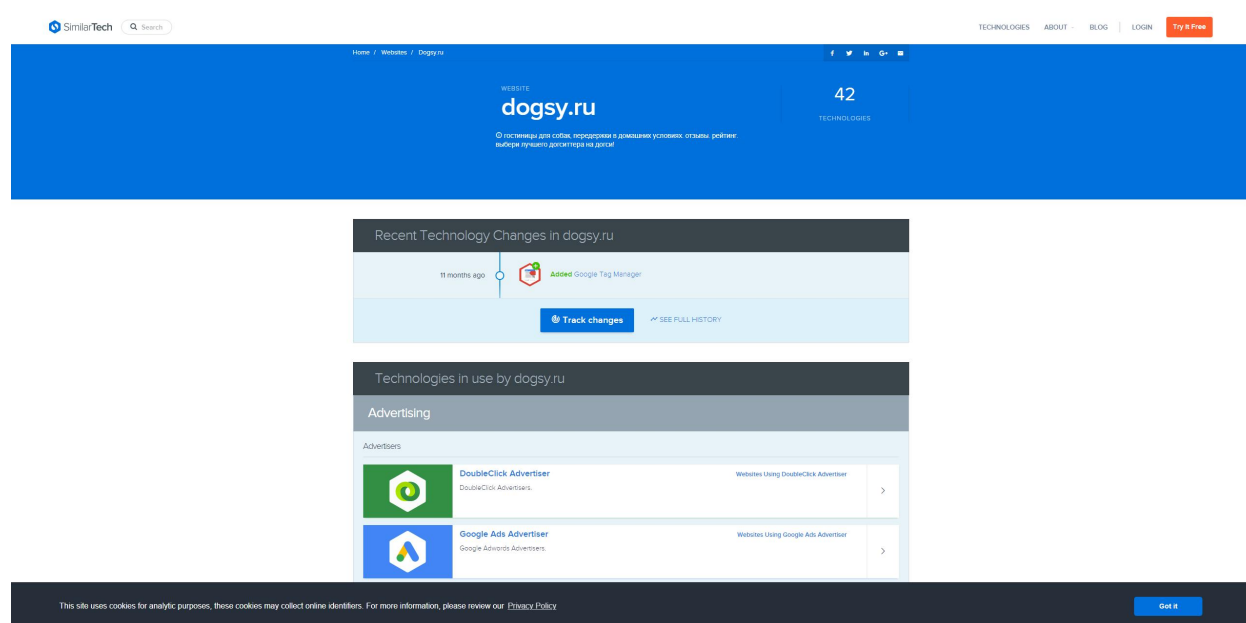 SimilarTech
Search
TECHNOLOGIES ABOUT BLOG LOGIN Try It Free
Home / Websites / Dogsy.ru
WEBSITE
dogsy.ru
42
TECHNOLOGIES
гостиницы для собак, передержки в домашних условиях. отзывы. рейтинг.
выбери лучшего догситтера на догси!
Recent Technology Changes in dogsy.ru
11 months ago
Added Google Tag Manager
Track changes
SEE FULL HISTORY
Technologies in use by dogsy.ru
Advertising
Advertisers
DoubleClick Advertiser
Websites Using DoubleClick Advertiser
DoubleClick Advertisers.
Google Ads Advertiser
Websites Using Google Ads Advertiser
Google Adwords Advertisers.
This site uses cookies for analytic purposes, these cookies may collect online identifiers. For more information, please review our Privacy Policy
Got it